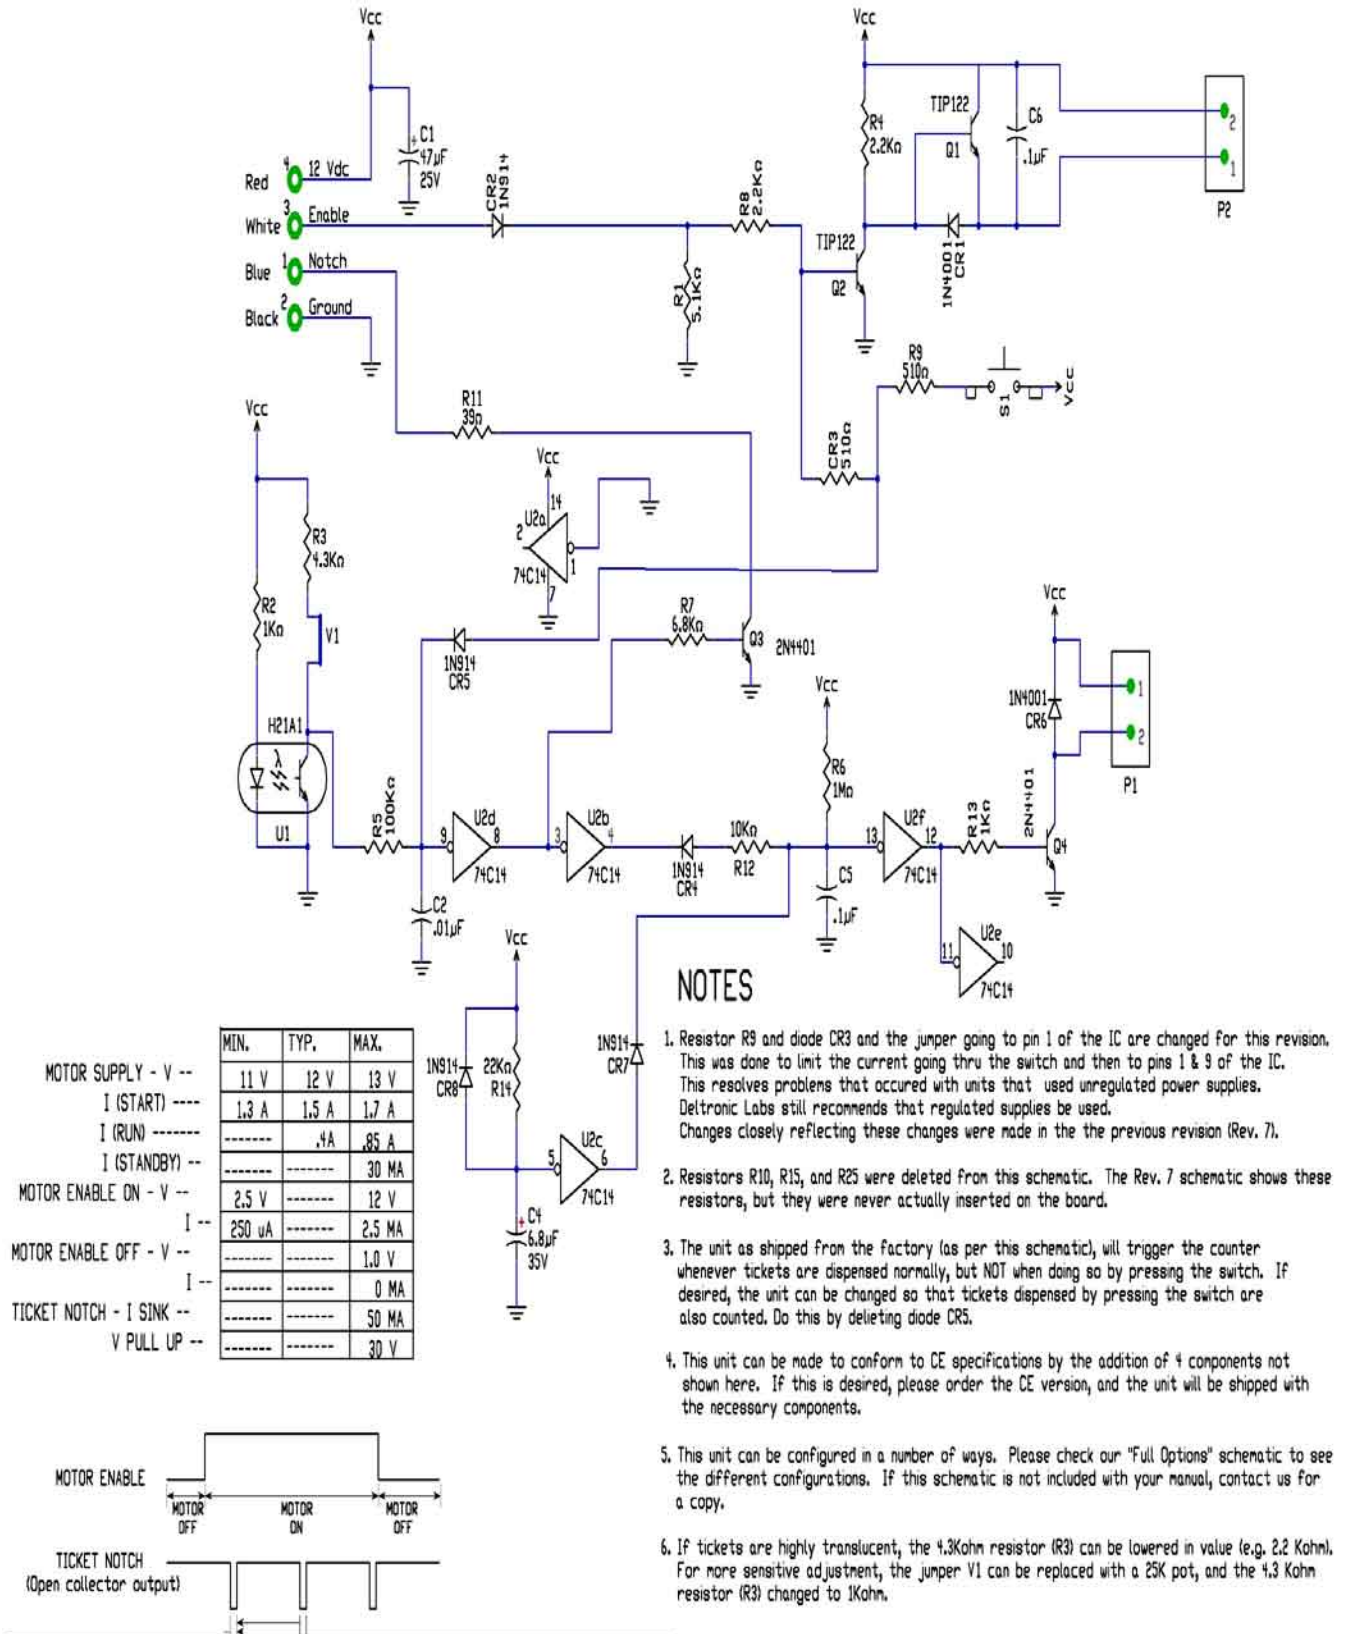 Vcc
C1
47µF
25V
Red
4
12 Vdc
White
3
Enable
Blue
1
Notch
Black
2
Ground
CR2
1N914
R8
2.2KΩ
R1
5.1KΩ
Vcc
R4
2.2KΩ
TIP122
Q1
C6
.1µF
2
1
P2
TIP122
Q2
1N4001
CR1
R9
510Ω
S1
Vcc
CR3
510Ω
R11
39Ω
Vcc
U2a
14
2
1
74C14
7
Vcc
R3
4.3KΩ
R2
1KΩ
V1
H21A1
U1
1N914
CR5
R7
6.8KΩ
Q3
2N4401
R5
100KΩ
9
U2d
8
74C14
3
U2b
4
74C14
1N914
CR4
10KΩ
R12
C2
.01µF
Vcc
R6
1MΩ
C5
.1µF
13
U2f
12
74C14
R13
1KΩ
2N4401
Q4
Vcc
1N4001
CR6
1
2
P1
11
U2e
10
74C14
Vcc
1N914
CR8
22KΩ
R14
5
U2c
6
74C14
1N914
CR7
C4
6.8µF
35V
MIN. TYP. MAX.
MOTOR SUPPLY - V -- 11 V 12 V 13 V
I (START) ---- 1.3 A 1.5 A 1.7 A
I (RUN) ------- ------- .4A .85 A
I (STANDBY) -- ------- ------- 30 MA
MOTOR ENABLE ON - V -- 2.5 V ------- 12 V
I -- 250 uA ------- 2.5 MA
MOTOR ENABLE OFF - V -- ------- ------- 1.0 V
I -- ------- ------- 0 MA
TICKET NOTCH - I SINK -- ------- ------- 50 MA
V PULL UP -- ------- ------- 30 V
MOTOR ENABLE
MOTOR OFF
MOTOR ON
MOTOR OFF
TICKET NOTCH
(Open collector output)
NOTES
1. Resistor R9 and diode CR3 and the jumper going to pin 1 of the IC are changed for this revision.
This was done to limit the current going thru the switch and then to pins 1 & 9 of the IC.
This resolves problems that occured with units that used unregulated power supplies.
Deltronic Labs still recommends that regulated supplies be used.
Changes closely reflecting these changes were made in the the previous revision (Rev. 7).
2. Resistors R10, R15, and R25 were deleted from this schematic. The Rev. 7 schematic shows these
resistors, but they were never actually inserted on the board.
3. The unit as shipped from the factory (as per this schematic), will trigger the counter
whenever tickets are dispensed normally, but NOT when doing so by pressing the switch. If
desired, the unit can be changed so that tickets dispensed by pressing the switch are
also counted. Do this by delieting diode CR5.
4. This unit can be made to conform to CE specifications by the addition of 4 components not
shown here. If this is desired, please order the CE version, and the unit will be shipped with
the necessary components.
5. This unit can be configured in a number of ways. Please check our "Full Options" schematic to see
the different configurations. If this schematic is not included with your manual, contact us for
a copy.
6. If tickets are highly translucent, the 4.3Kohm resistor (R3) can be lowered in value (e.g. 2.2 Kohm).
For more sensitive adjustment, the jumper V1 can be replaced with a 25K pot, and the 4.3 Kohm
resistor (R3) changed to 1Kohm.